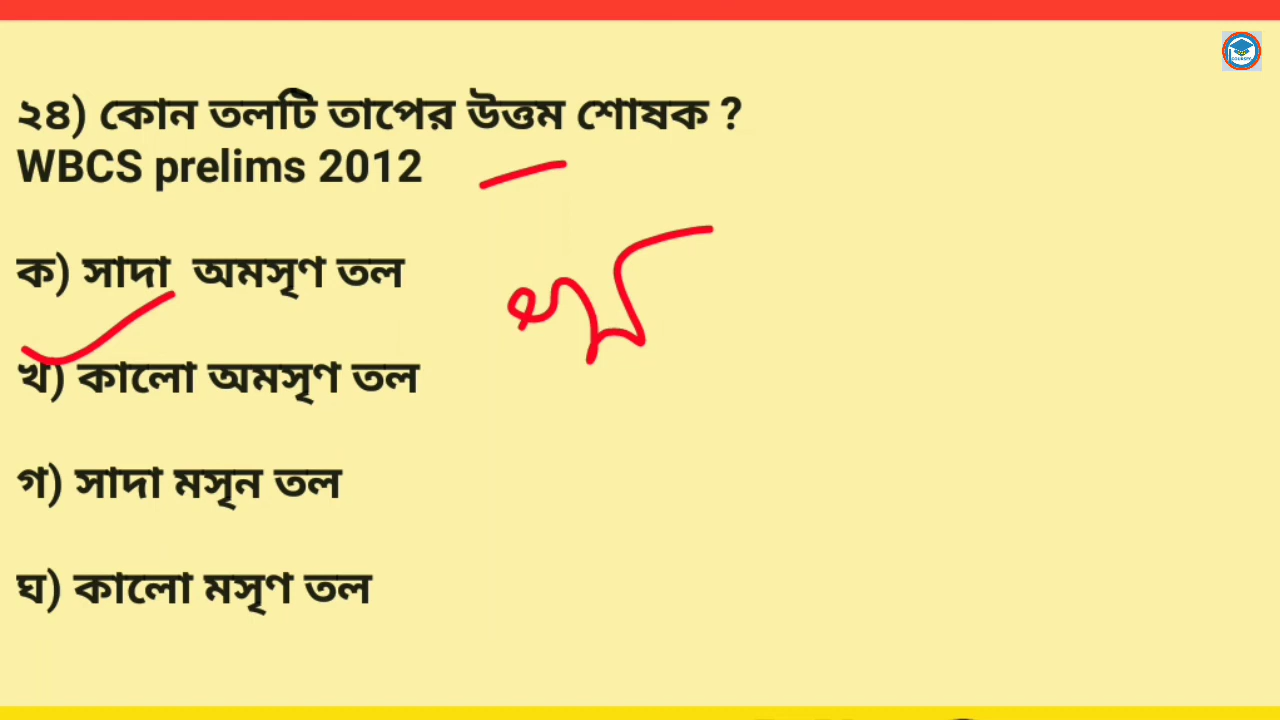 ২৪) কোন তলটি তাপের উত্তম শোষক ?
WBCS prelims 2012
ক) সাদা অমসৃণ তল
খ) কালো অমসৃণ তল
গ) সাদা মসৃন তল
ঘ) কালো মসৃণ তল